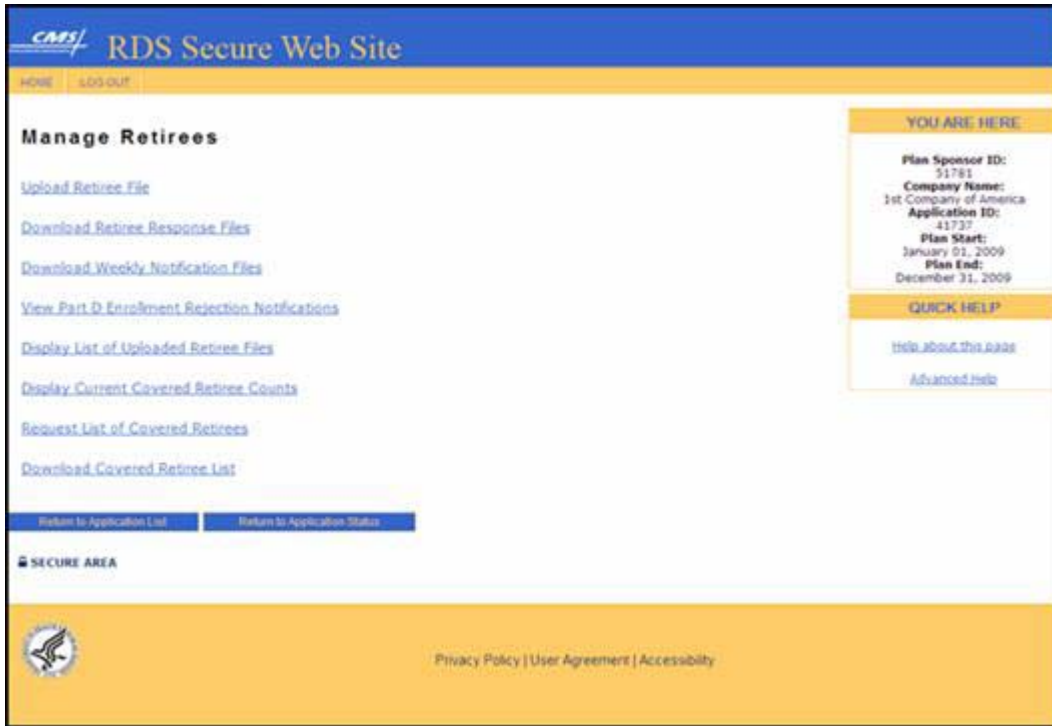 CMS
RDS Secure Web Site
HOME
LOG OUT
Manage Retirees
Upload Retiree File
Download Retiree Response Files
Download Weekly Notification Files
View Part D Enrollment Rejection Notifications
Display List of Uploaded Retiree Files
Display Current Covered Retiree Counts
Request List of Covered Retirees
Download Covered Retiree List
Return to Application List
Return to Application Status
SECURE AREA
YOU ARE HERE
Plan Sponsor ID:
51781
Company Name:
1st Company of America
Application ID:
41737
Plan Start:
January 01, 2009
Plan End:
December 31, 2009
QUICK HELP
Help about this page
Advanced Help
Privacy Policy | User Agreement | Accessibility